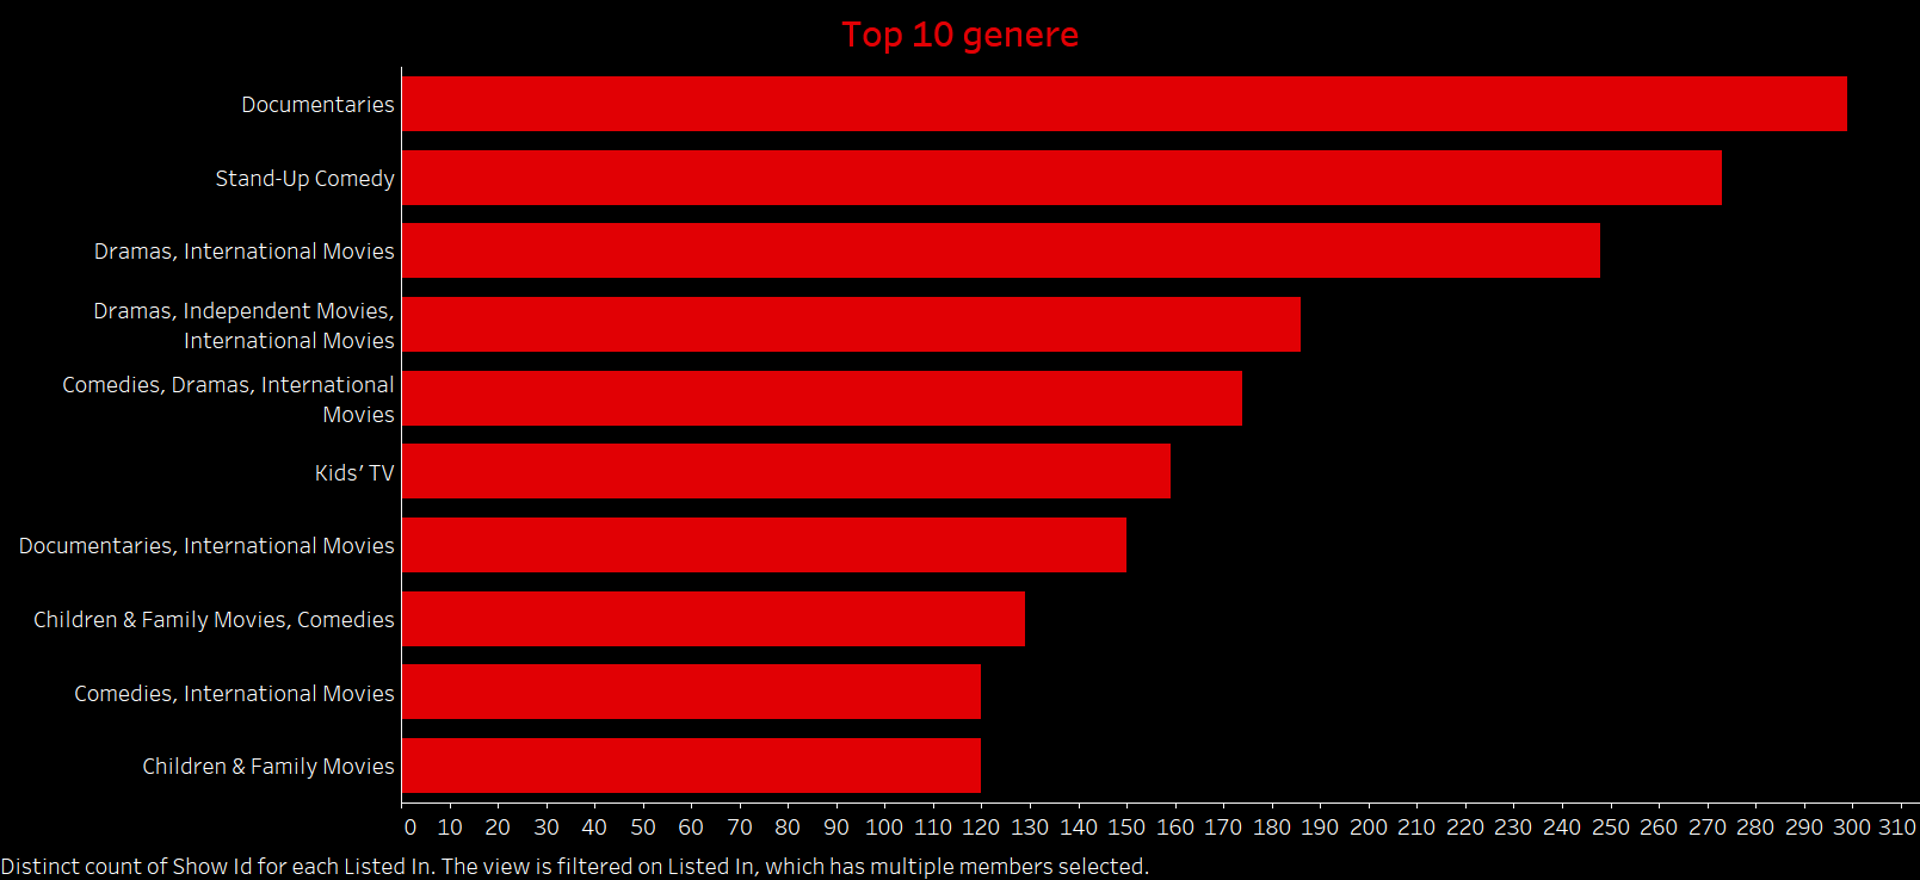 Top 10 genere
Documentaries
Stand-Up Comedy
Dramas, International Movies
Dramas, Independent Movies,
International Movies
Comedies, Dramas, International
Movies
Kids’ TV
Documentaries, International Movies
Children & Family Movies, Comedies
Comedies, International Movies
Children & Family Movies
0 10 20 30 40 50 60 70 80 90 100 110 120 130 140 150 160 170 180 190 200 210 220 230 240 250 260 270 280 290 300 310
Distinct count of Show Id for each Listed In. The view is filtered on Listed In, which has multiple members selected.